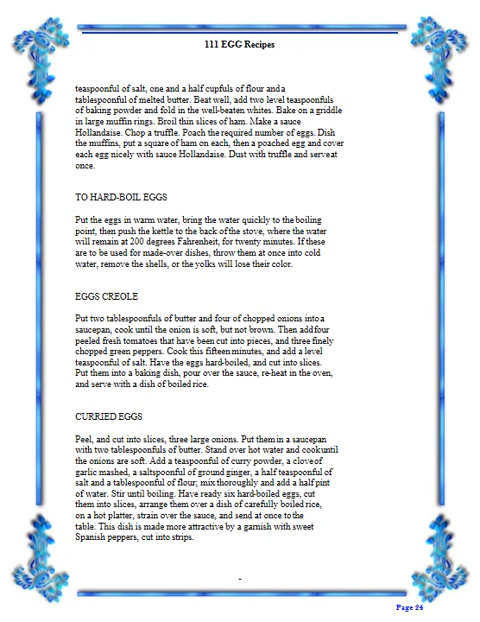 111 EGG Recipes
teaspoonful of salt, one and a half cupfuls of flour and a
tablespoonful of melted butter. Beat well, add two level teaspoonfuls
of baking powder and fold in the well-beaten whites. Bake on a griddle
in large muffin rings. Broil thin slices of ham. Make a sauce
Hollandaise. Chop a truffle. Poach the required number of eggs. Dish
the muffins, put a square of ham on each, then a poached egg and cover
each egg nicely with sauce Hollandaise. Dust with truffle and serve at
once.
TO HARD-BOIL EGGS
Put the eggs in warm water, bring the water quickly to the boiling
point, then push the kettle to the back of the stove, where the water
will remain at 200 degrees Fahrenheit, for twenty minutes. If these
are to be used for made-over dishes, throw them at once into cold
water, remove the shells, or the yolks will lose their color.
EGGS CREOLE
Put two tablespoonfuls of butter and four of chopped onions into a
saucepan, cook until the onion is soft, but not brown. Then add four
peeled fresh tomatoes that have been cut into pieces, and three finely
chopped green peppers. Cook this fifteen minutes, and add a level
teaspoonful of salt. Have the eggs hard-boiled, and cut into slices.
Put them into a baking dish, pour over the sauce, re-heat in the oven,
and serve with a dish of boiled rice.
CURRIED EGGS
Peel, and cut into slices, three large onions. Put them in a saucepan
with two tablespoonfuls of butter. Stand over hot water and cook until
the onions are soft. Add a teaspoonful of curry powder, a clove of
garlic mashed, a saltspoonful of ground ginger, a half teaspoonful of
salt and a tablespoonful of flour; mix thoroughly and add a half pint
of water. Stir until boiling. Have ready six hard-boiled eggs, cut
them into slices, arrange them over a dish of carefully boiled rice,
on a hot platter, strain over the sauce, and send at once to the
table. This dish is made more attractive by a garnish with sweet
Spanish peppers, cut into strips.
-
Page 24